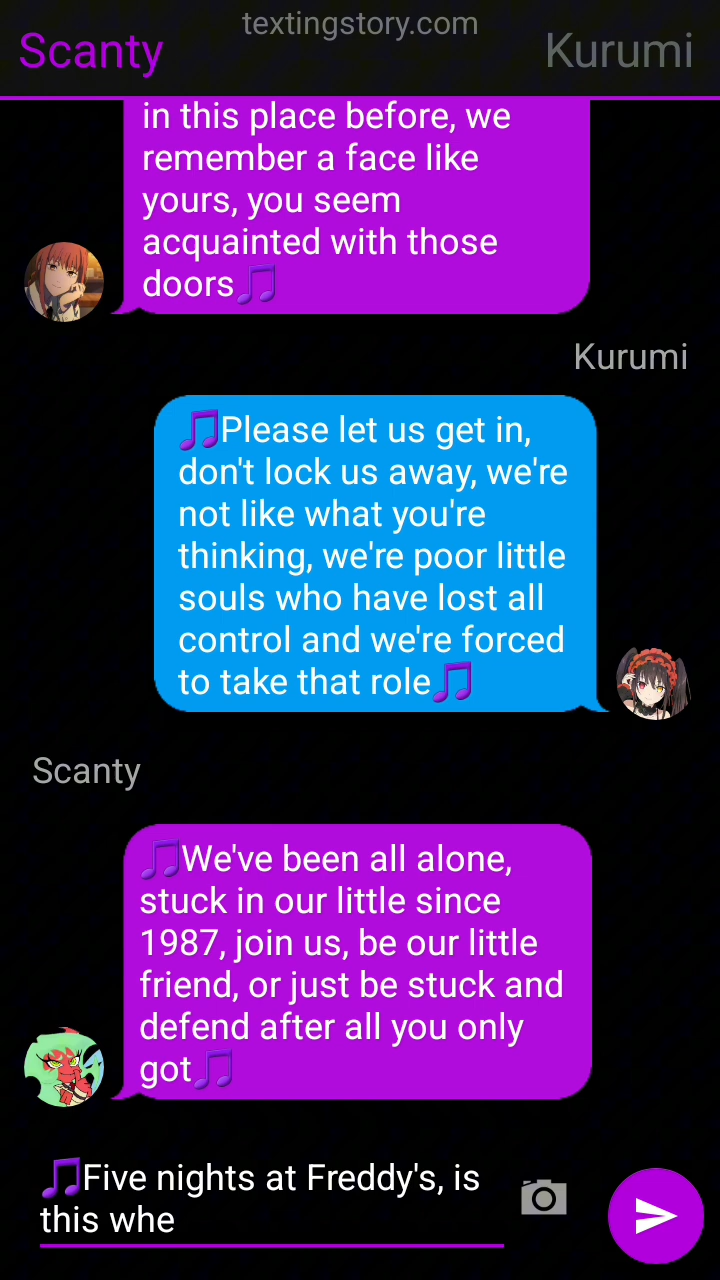 textingstory.com
Scanty
Kurumi
in this place before, we
remember a face like
yours, you seem
acquainted with those
doors🎵
Kurumi
🎵Please let us get in,
don't lock us away, we're
not like what you're
thinking, we're poor little
souls who have lost all
control and we're forced
to take that role🎵
Scanty
🎵We've been all alone,
stuck in our little since
1987, join us, be our little
friend, or just be stuck and
defend after all you only
got🎵
🎵Five nights at Freddy's, is
this whe